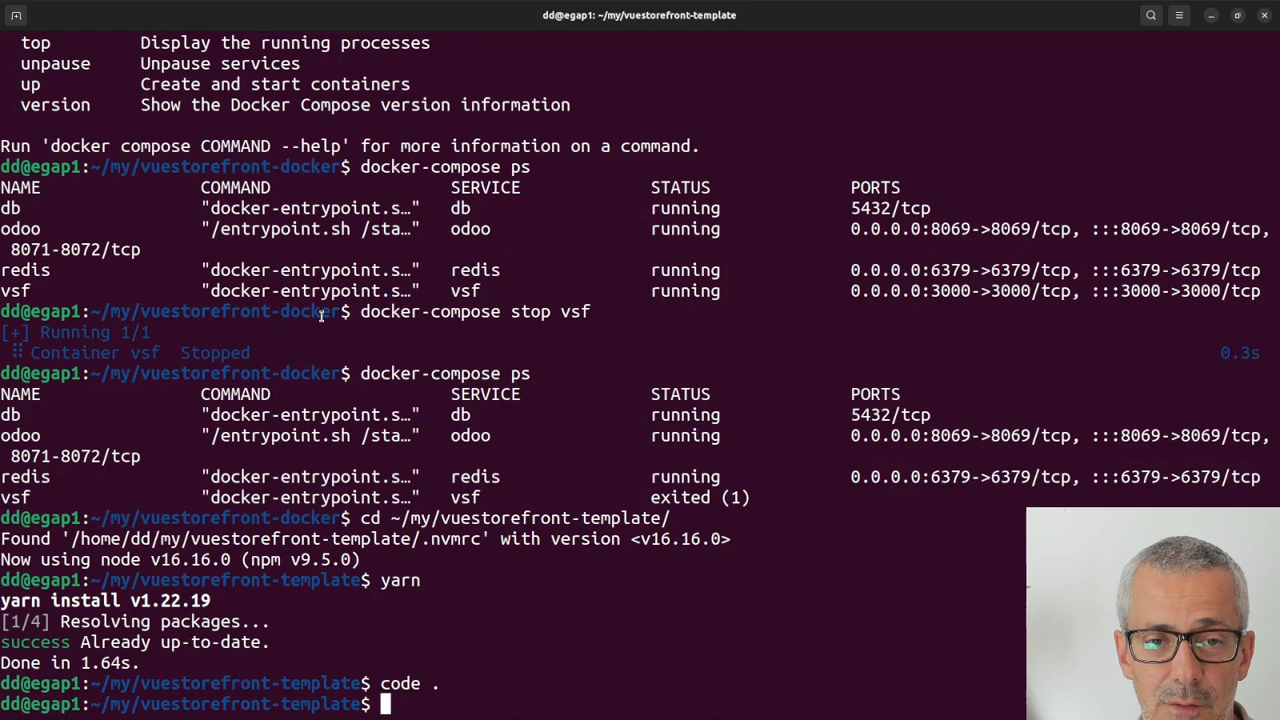 dd@egap1: ~/my/vuestorefront-template
top Display the running processes
unpause Unpause services
up Create and start containers
version Show the Docker Compose version information
Run 'docker compose COMMAND --help' for more information on a command.
dd@egap1:~/my/vuestorefront-docker$ docker-compose ps
NAME COMMAND SERVICE STATUS PORTS
db "docker-entrypoint.s…" db running 5432/tcp
odoo "/entrypoint.sh /sta…" odoo running 0.0.0.0:8069->8069/tcp, :::8069->8069/tcp,
8071-8072/tcp
redis "docker-entrypoint.s…" redis running 0.0.0.0:6379->6379/tcp, :::6379->6379/tcp
vsf "docker-entrypoint.s…" vsf running 0.0.0.0:3000->3000/tcp, :::3000->3000/tcp
dd@egap1:~/my/vuestorefront-docker$ docker-compose stop vsf
[+] Running 1/1
⠿ Container vsf Stopped 0.3s
dd@egap1:~/my/vuestorefront-docker$ docker-compose ps
NAME COMMAND SERVICE STATUS PORTS
db "docker-entrypoint.s…" db running 5432/tcp
odoo "/entrypoint.sh /sta…" odoo running 0.0.0.0:8069->8069/tcp, :::8069->8069/tcp,
8071-8072/tcp
redis "docker-entrypoint.s…" redis running 0.0.0.0:6379->6379/tcp, :::6379->6379/tcp
vsf "docker-entrypoint.s…" vsf exited (1)
dd@egap1:~/my/vuestorefront-docker$ cd ~/my/vuestorefront-template/
Found '/home/dd/my/vuestorefront-template/.nvmrc' with version <v16.16.0>
Now using node v16.16.0 (npm v9.5.0)
dd@egap1:~/my/vuestorefront-template$ yarn
yarn install v1.22.19
[1/4] Resolving packages...
success Already up-to-date.
Done in 1.64s.
dd@egap1:~/my/vuestorefront-template$ code .
dd@egap1:~/my/vuestorefront-template$